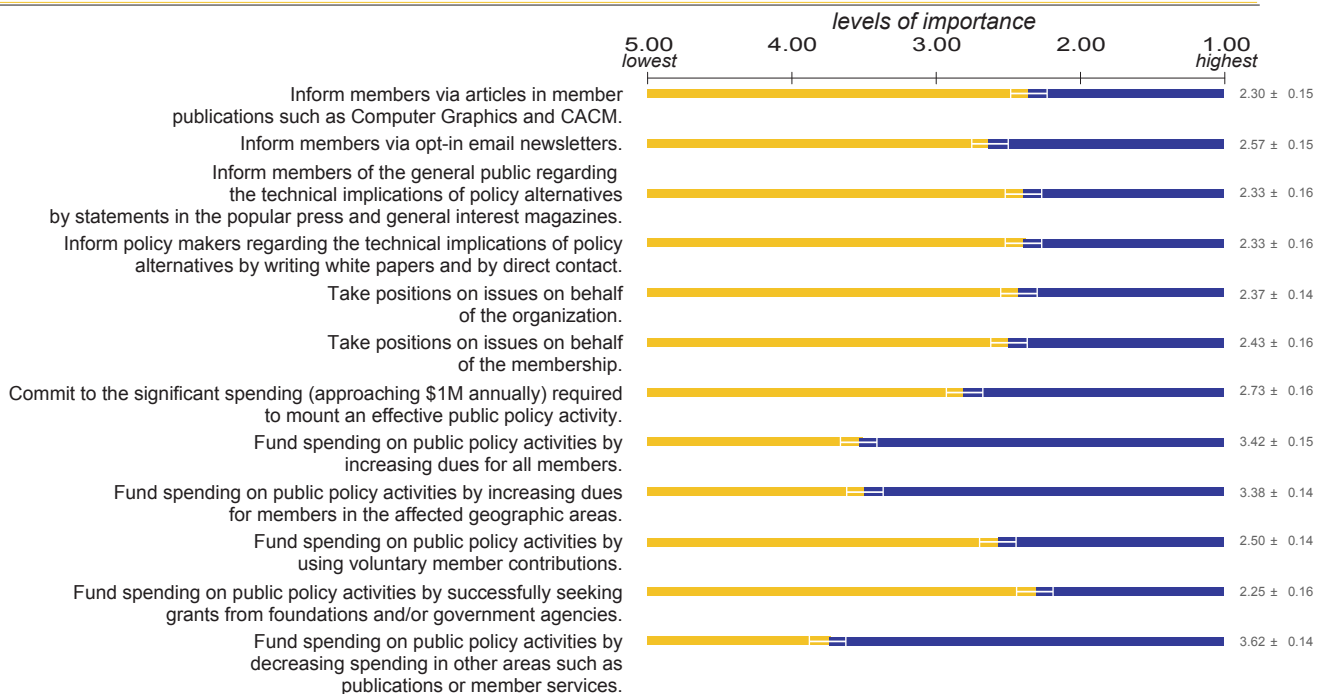 levels of importance
5.00 4.00 3.00 2.00 1.00
lowest highest
Inform members via articles in member
publications such as Computer Graphics and CACM.
2.30 ± 0.15
Inform members via opt-in email newsletters.
2.57 ± 0.15
Inform members of the general public regarding
the technical implications of policy alternatives
by statements in the popular press and general interest magazines.
2.33 ± 0.16
Inform policy makers regarding the technical implications of policy
alternatives by writing white papers and by direct contact.
2.33 ± 0.16
Take positions on issues on behalf
of the organization.
2.37 ± 0.14
Take positions on issues on behalf
of the membership.
2.43 ± 0.16
Commit to the significant spending (approaching $1M annually) required
to mount an effective public policy activity.
2.73 ± 0.16
Fund spending on public policy activities by
increasing dues for all members.
3.42 ± 0.15
Fund spending on public policy activities by increasing dues
for members in the affected geographic areas.
3.38 ± 0.14
Fund spending on public policy activities by
using voluntary member contributions.
2.50 ± 0.14
Fund spending on public policy activities by successfully seeking
grants from foundations and/or government agencies.
2.25 ± 0.16
Fund spending on public policy activities by
decreasing spending in other areas such as
publications or member services.
3.62 ± 0.14